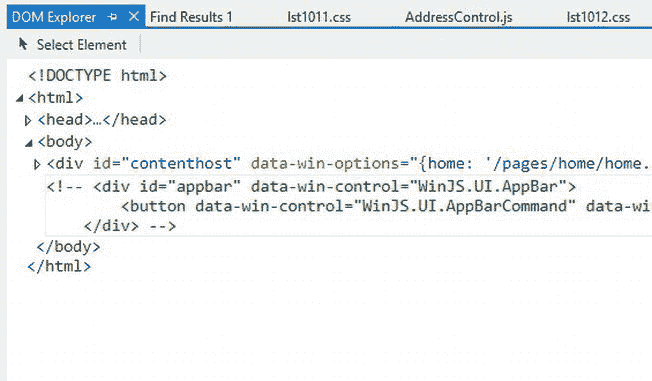 DOM Explorer Find Results 1 lst1011.css AddressControl.js lst1012.css
Select Element
<!DOCTYPE html>
<html>
<head>…</head>
<body>
<div id="contenthost" data-win-options="{home: '/pages/home/home.
<!-- <div id="appbar" data-win-control="WinJS.UI.AppBar">
<button data-win-control="WinJS.UI.AppBarCommand" data-wi
</div> -->
</body>
</html>